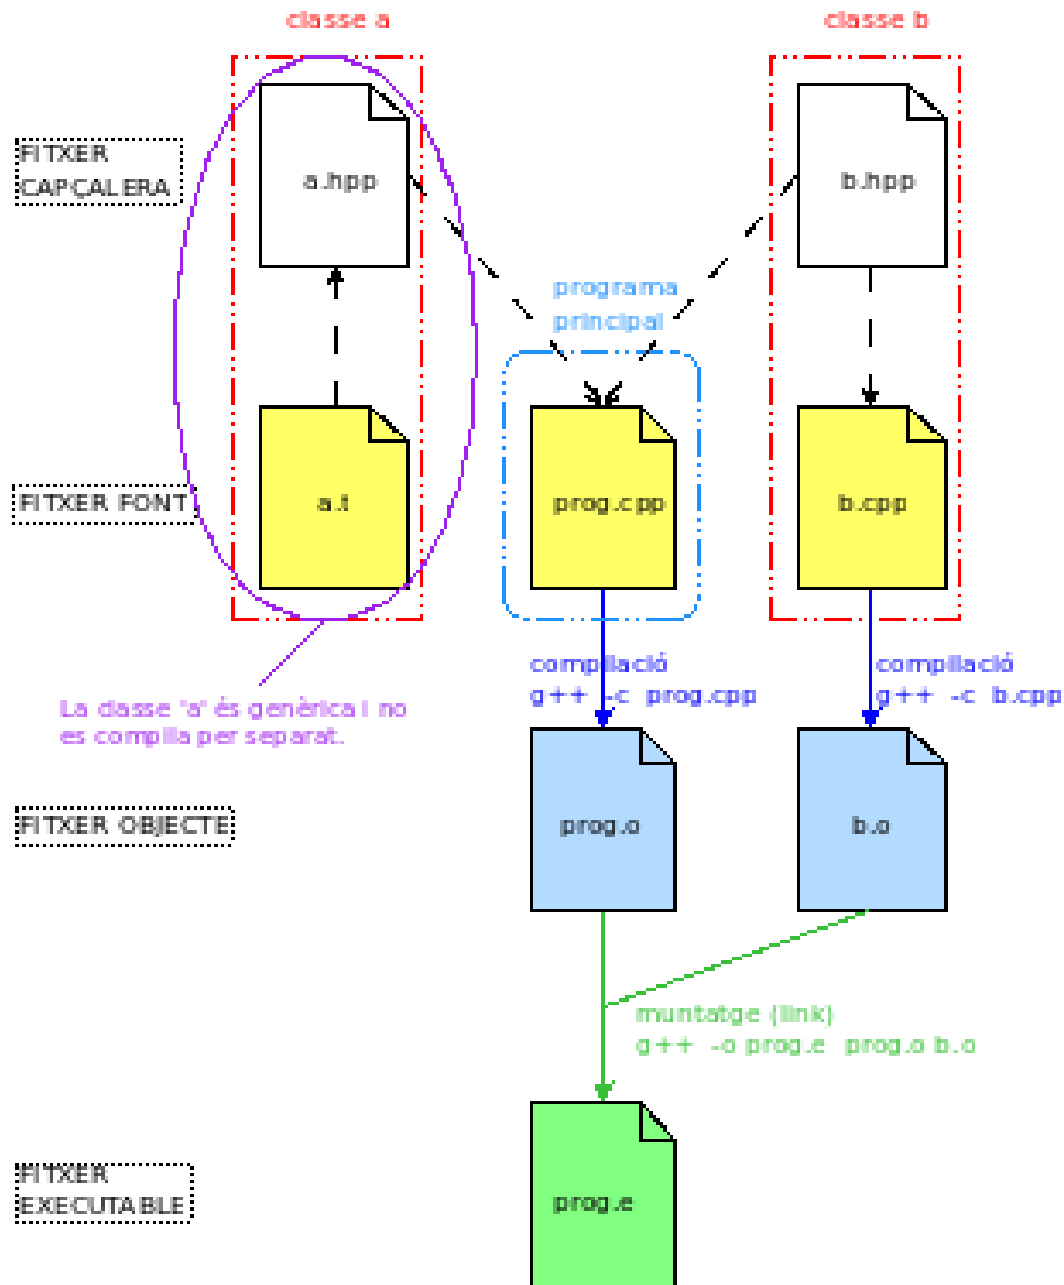 classe a
classe b
FITXER
CAPÇALERA
a.hpp
b.hpp
programa
principal
FITXER FONT
a.t
prog.cpp
b.cpp
compilació
g++ -c prog.cpp
compilació
g++ -c b.cpp
La classe "a" és genèrica i no
es compila per separat.
FITXER OBJECTE
prog.o
b.o
muntatge (link)
g++ -o prog.e prog.o b.o
FITXER
EXECUTABLE
prog.e